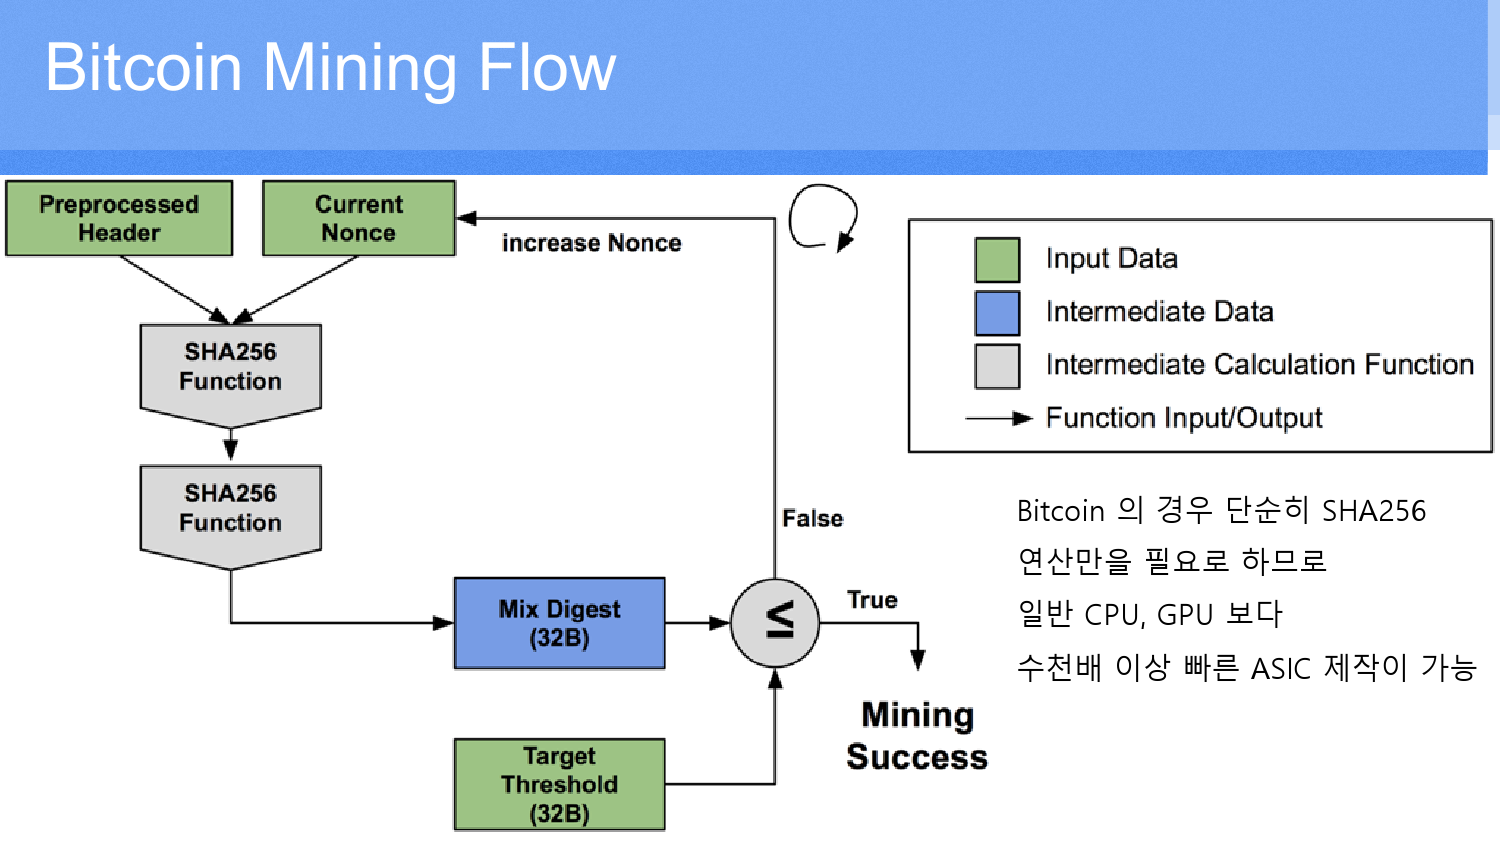 Bitcoin Mining Flow
Preprocessed
Header
Current
Nonce
increase Nonce
SHA256
Function
SHA256
Function
Mix Digest
(32B)
≤
False
True
Mining
Success
Target
Threshold
(32B)
Input Data
Intermediate Data
Intermediate Calculation Function
Function Input/Output
Bitcoin 의 경우 단순히 SHA256
연산만을 필요로 하므로
일반 CPU, GPU 보다
수천배 이상 빠른 ASIC 제작이 가능